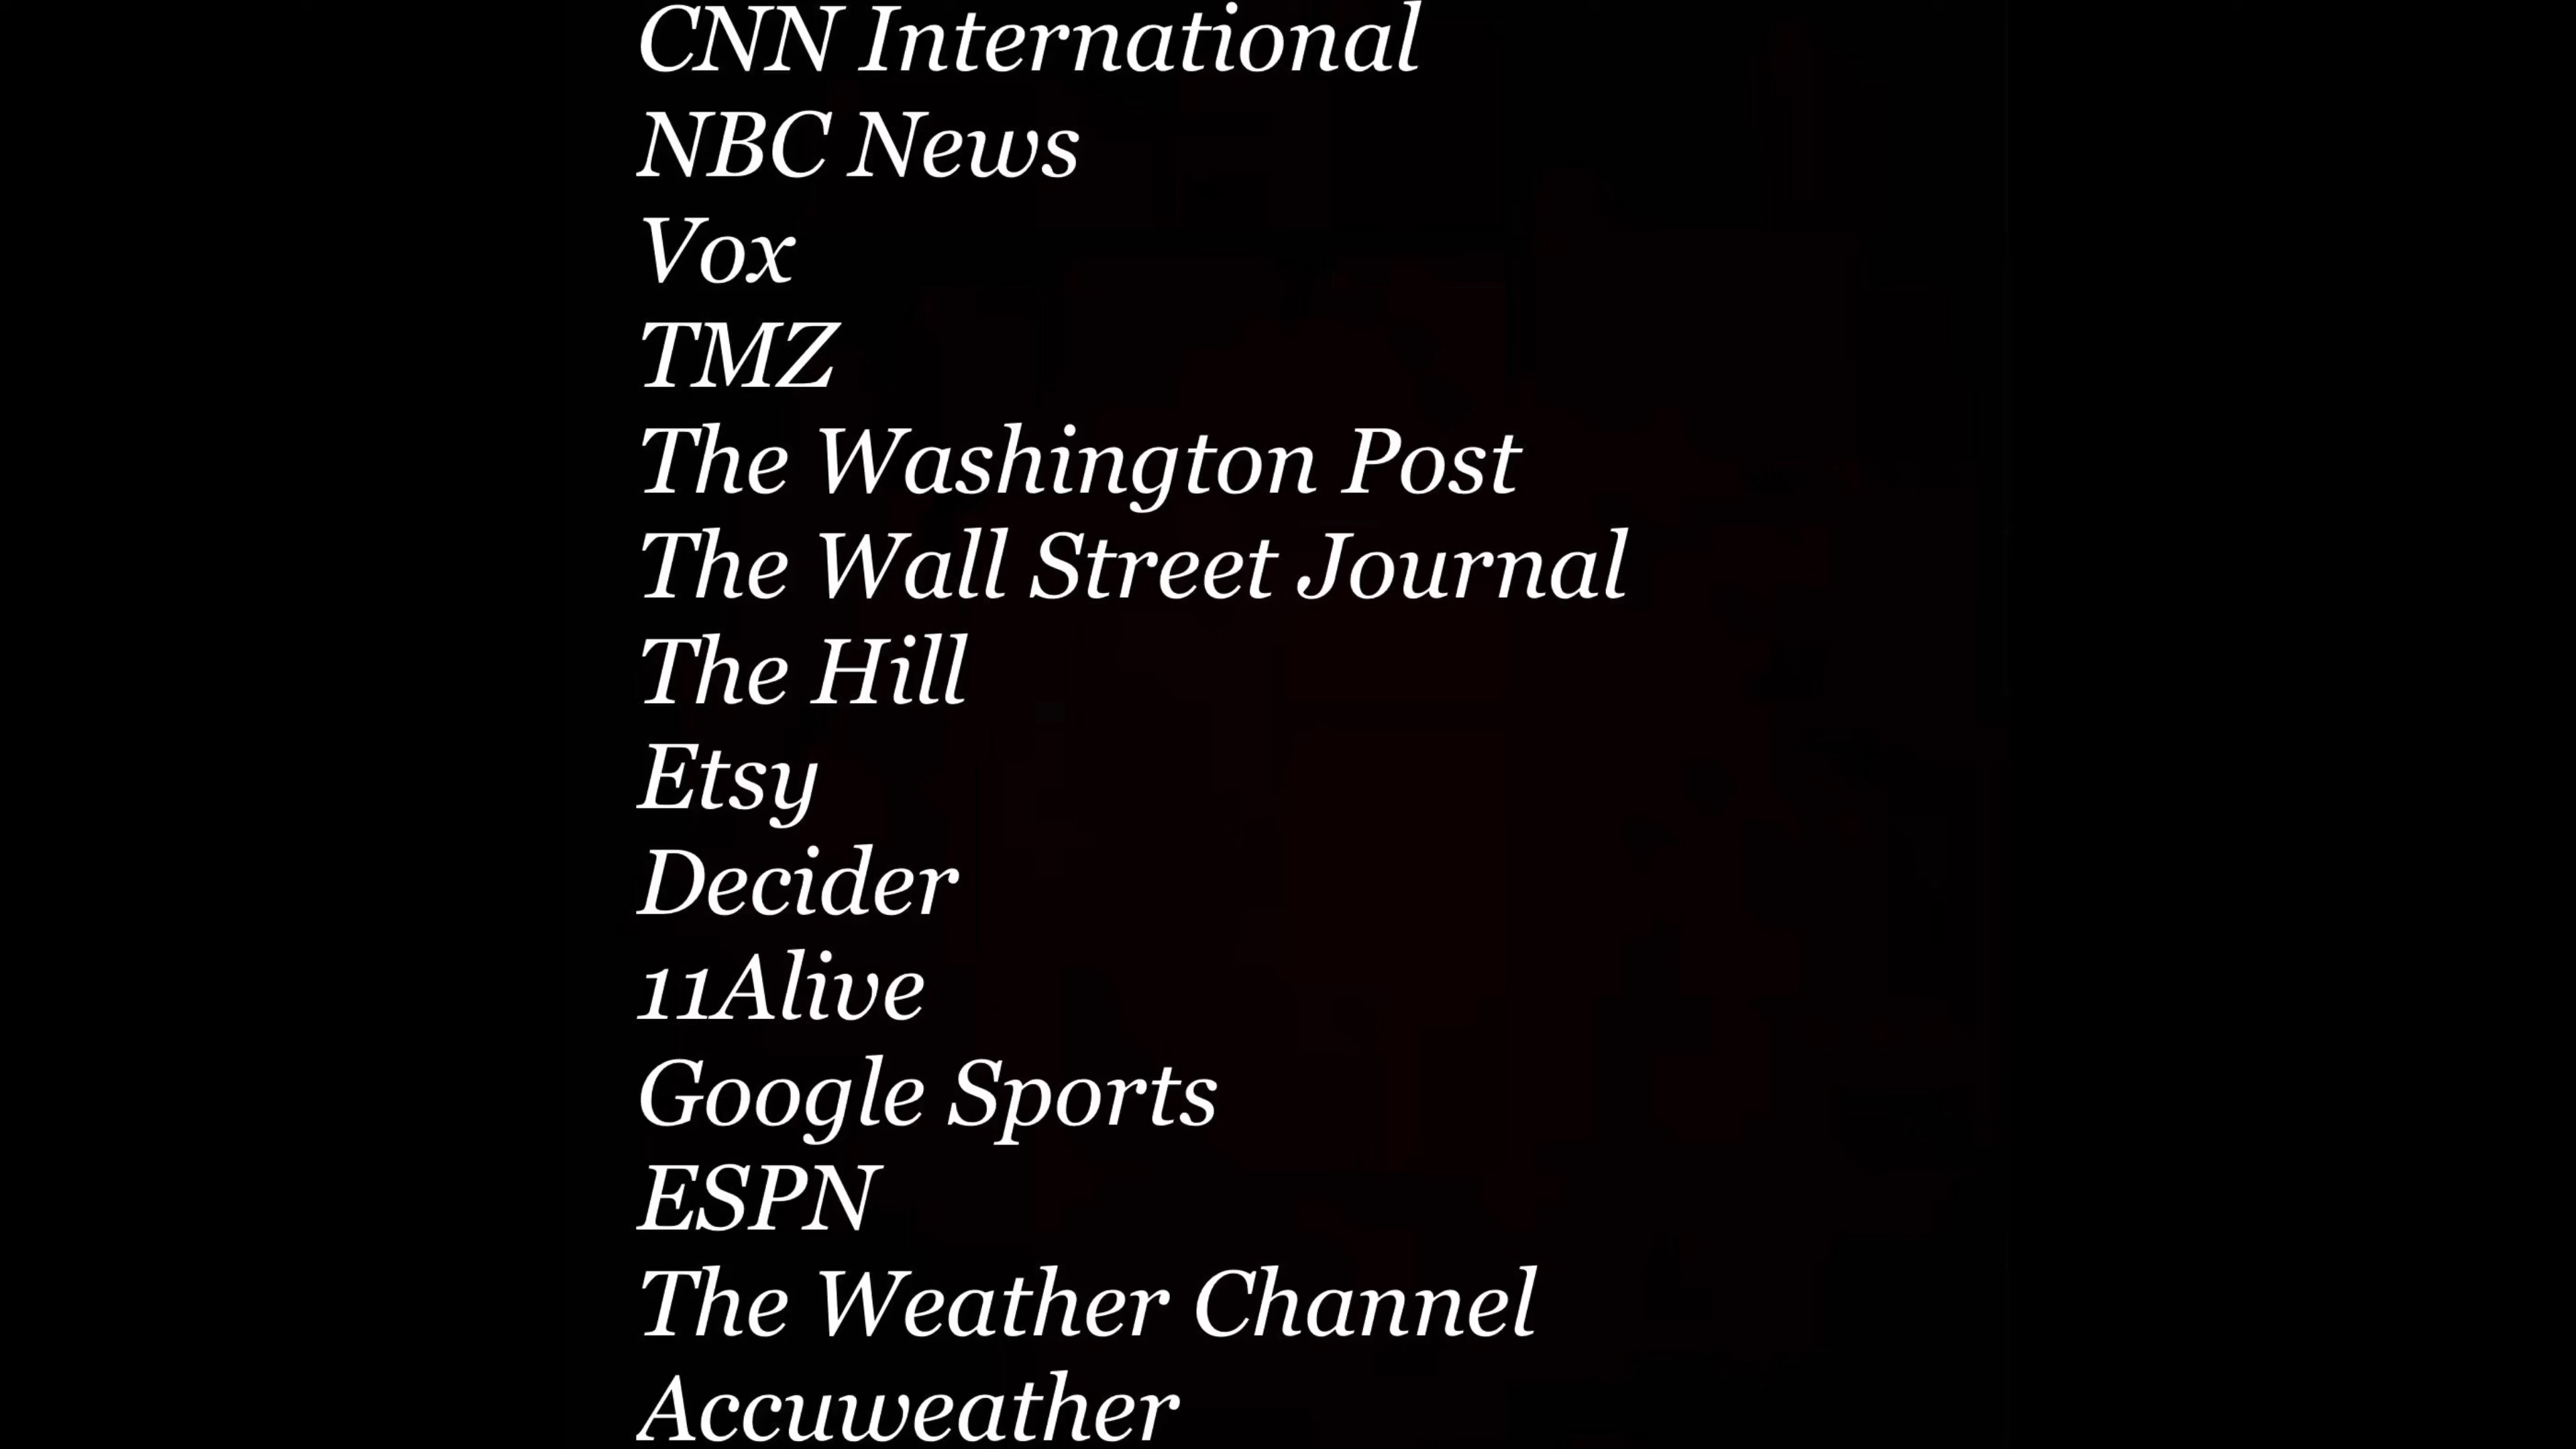 CNN International
NBC News
Vox
TMZ
The Washington Post
The Wall Street Journal
The Hill
Etsy
Decider
11Alive
Google Sports
ESPN
The Weather Channel
Accuweather